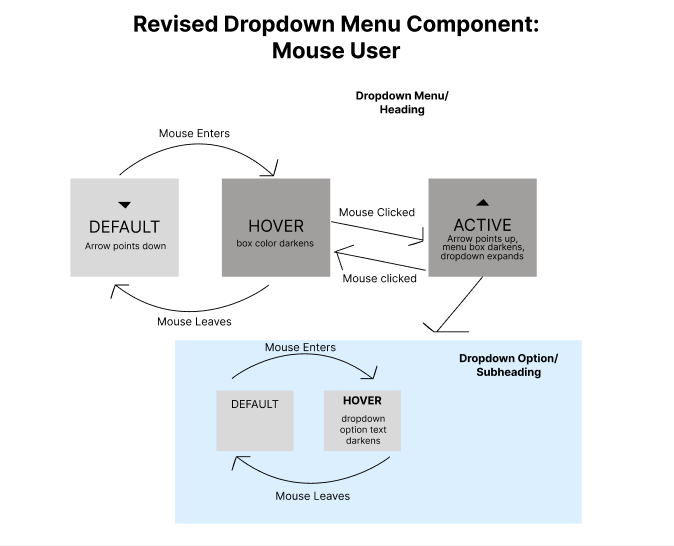 Revised Dropdown Menu Component:
Mouse User
Dropdown Menu/
Heading
Mouse Enters
DEFAULT
Arrow points down
HOVER
box color darkens
Mouse Clicked
Mouse clicked
ACTIVE
Arrow points up,
menu box darkens,
dropdown expands
Mouse Leaves
Dropdown Option/
Subheading
Mouse Enters
DEFAULT
HOVER
dropdown
option text
darkens
Mouse Leaves